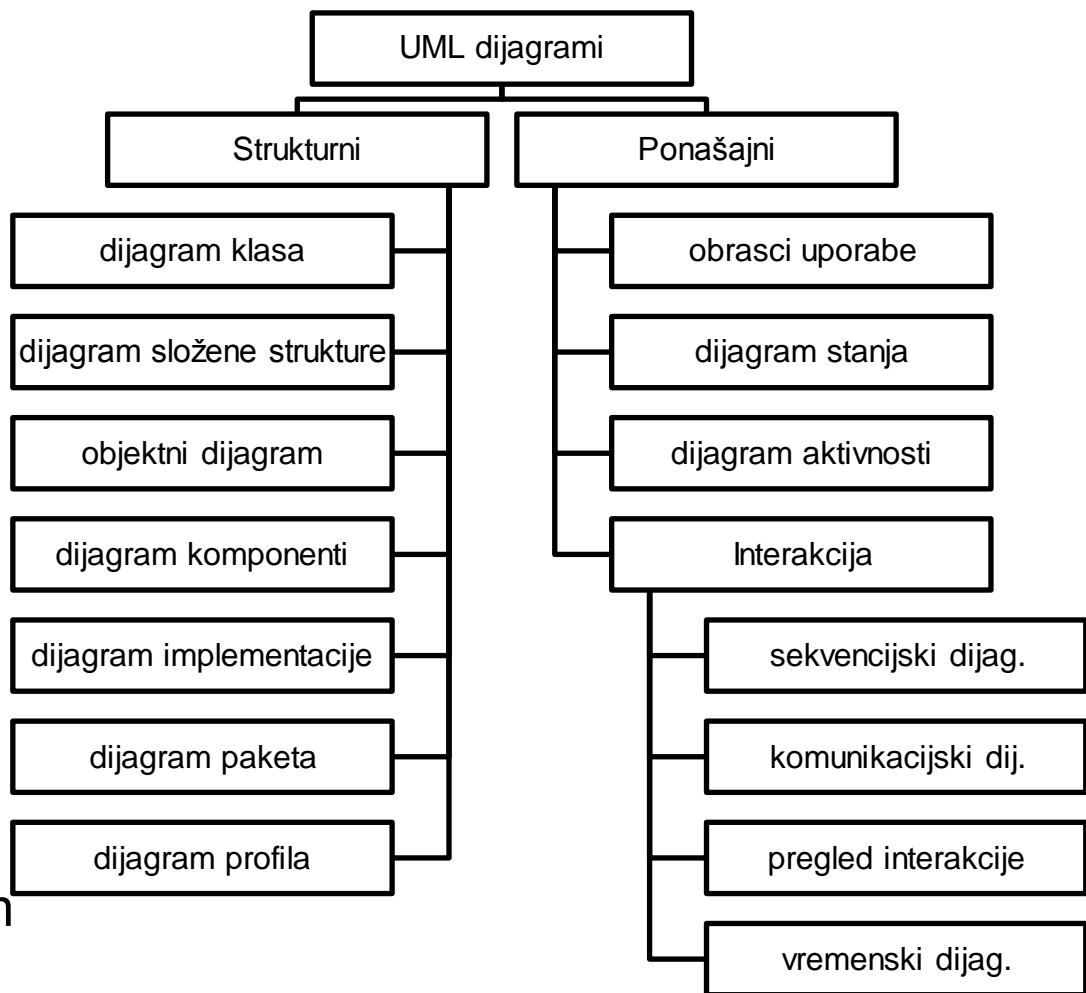 UML dijagrami
Strukturni
dijagram klasa
dijagram složene strukture
objektni dijagram
dijagram komponenti
dijagram implementacije
dijagram paketa
dijagram profila
Ponašajni
obrasci uporabe
dijagram stanja
dijagram aktivnosti
Interakcija
sekvencijski dijag.
komunikacijski dij.
pregled interakcije
vremenski dijag.